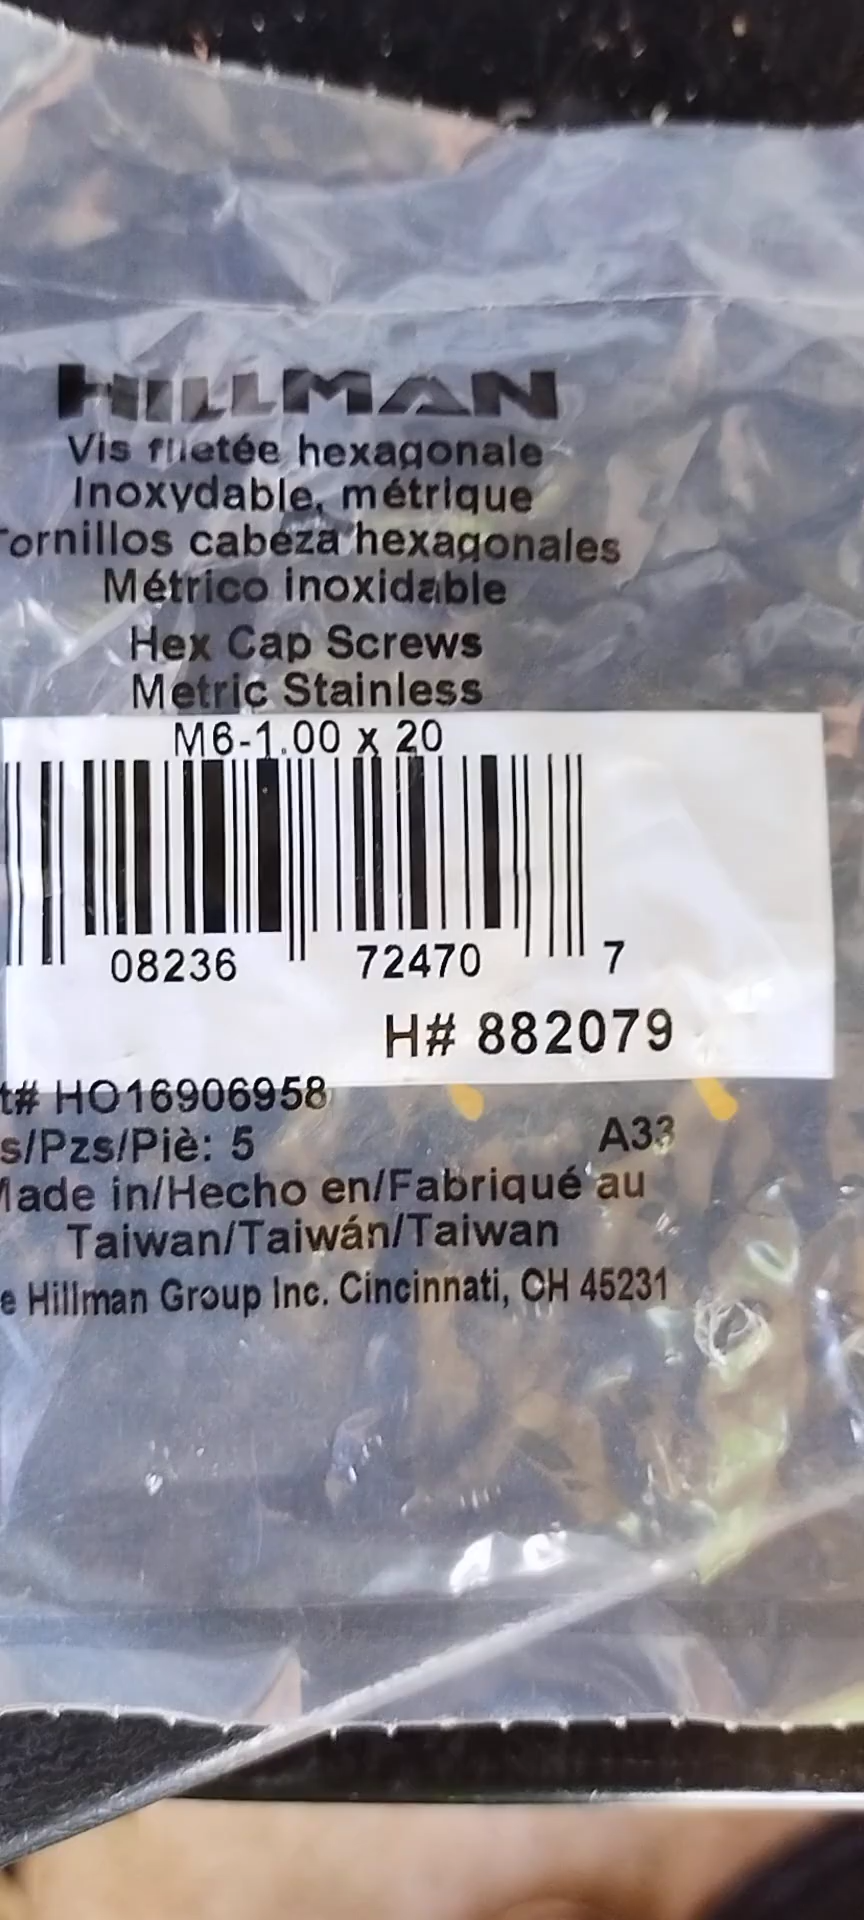 HILLMAN
Vis filetée hexagonale
Inoxydable, métrique
Tornillos cabeza hexagonales
Métrico inoxidable
Hex Cap Screws
Metric Stainless
M6-1.00 x 20
08236 72470 7
H# 882079
t# HO16906958
s/Pzs/Piè: 5 A33
Made in/Hecho en/Fabriqué au
Taiwan/Taiwán/Taiwan
e Hillman Group Inc. Cincinnati, OH 45231